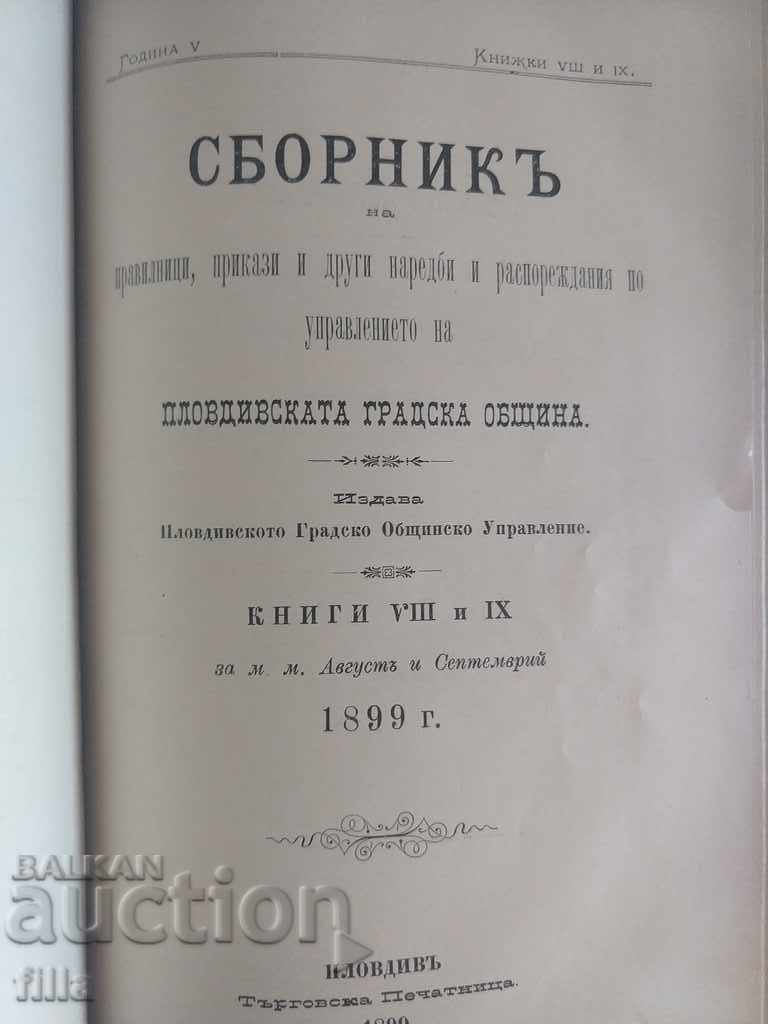 Година V Книжки VIII и IX.
СБОРНИКЪ
на
правилници, прикази и други наредби и распореждания по
управлението на
ПЛОВДИВСКАТА ГРАДСКА ОБЩИНА.
Издава
Пловдивското Градско Общинско Управление.
КНИГИ VIII и IX
за м. м. Августъ и Септемврий
1899 г.
ПЛОВДИВЪ
Търговска Печатница.
1899
BALKAN
auction
filla